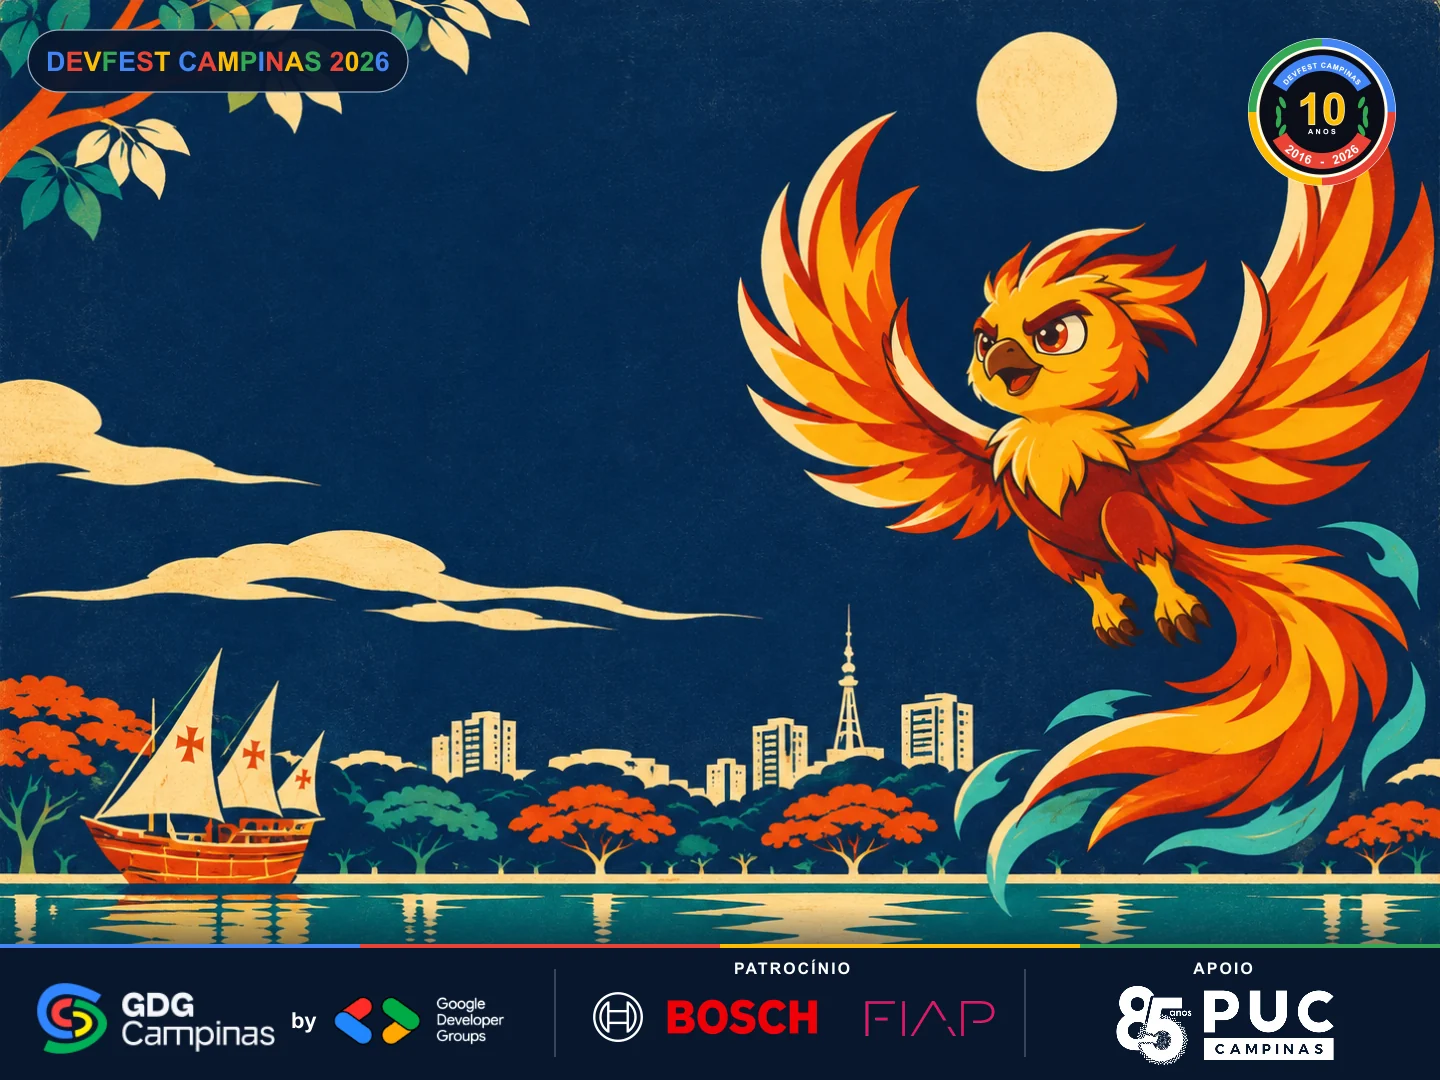 DEVFEST CAMPINAS 2026
DEVFEST CAMPINAS
10
ANOS
2016 - 2026
PATROCÍNIO
APOIO
GDG
Campinas
by
Google
Developer
Groups
BOSCH
FIAP
85
anos
PUC
CAMPINAS